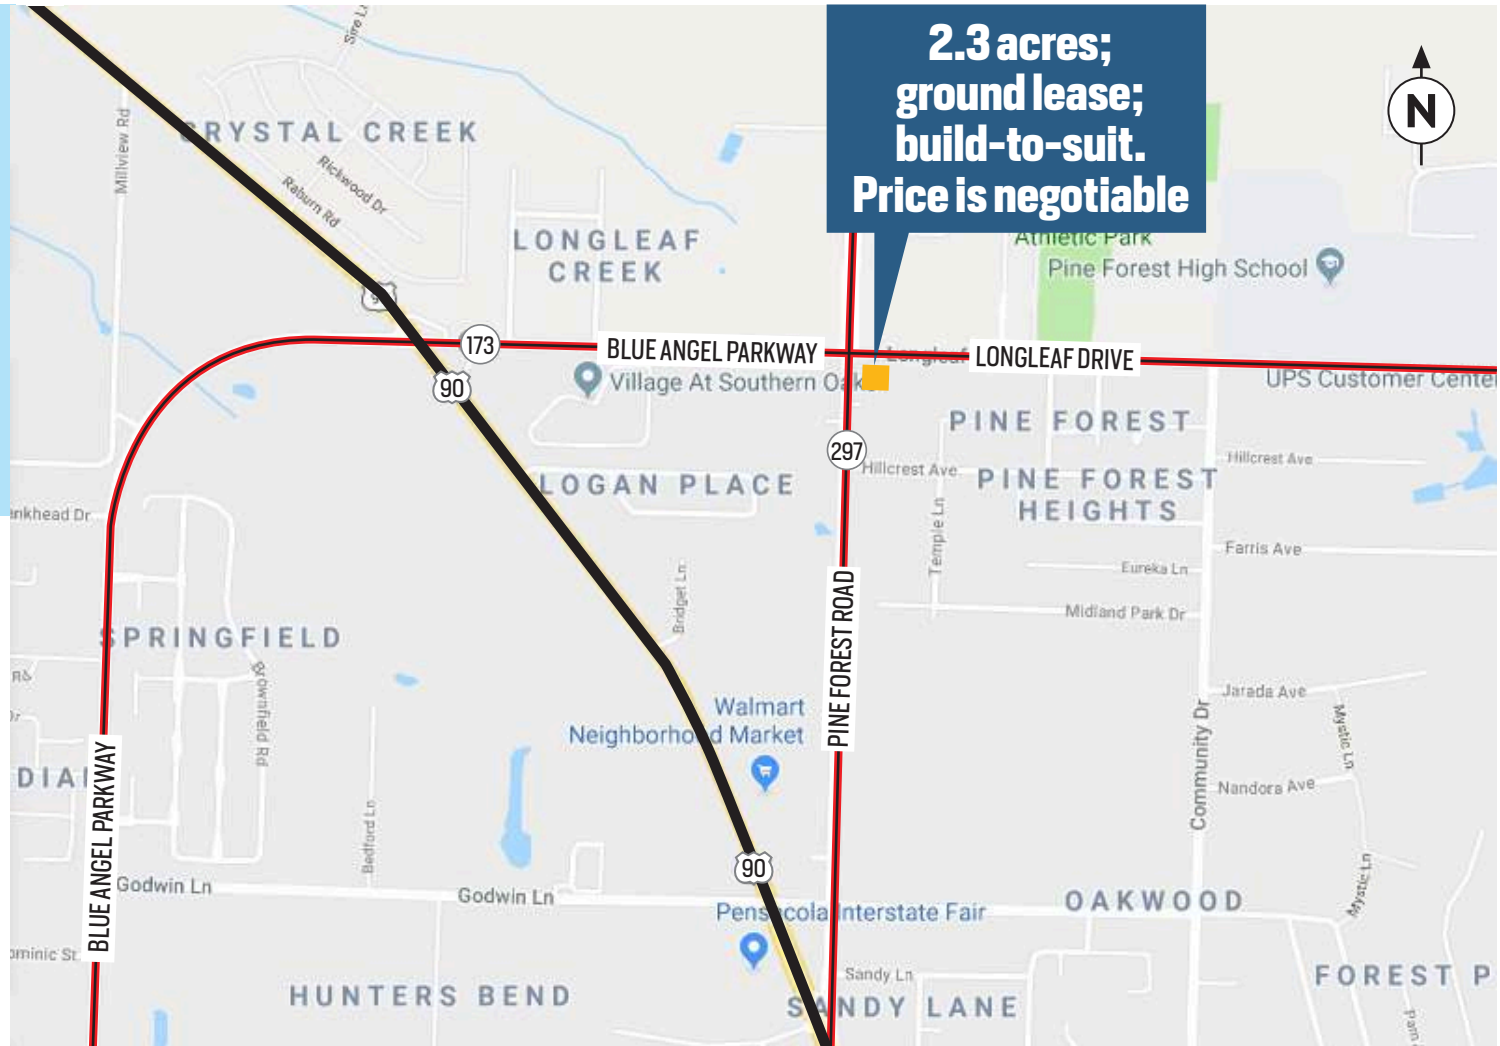 2.3 acres;
ground lease;
build-to-suit.
Price is negotiable
N
Millview Rd
CRYSTAL CREEK
Rickwood Dr
Raburn Rd
LONGLEAF
CREEK
Athletic Park
Pine Forest High School
173
BLUE ANGEL PARKWAY
LONGLEAF DRIVE
90
Village At Southern
UPS Customer Center
PINE FOREST
297
Hillcrest Ave
Hillcrest Ave
LOGAN PLACE
PINE FOREST
HEIGHTS
Temple Ln
Farris Ave
Eureka Ln
Midland Park Dr
Bridget Ln
PINE FOREST ROAD
SPRINGFIELD
Brownfield Rd
Jarada Ave
Mystic Ln
Walmart
Neighborhood Market
Community Dr
Nandora Ave
BLUE ANGEL PARKWAY
Bedford Ln
90
Godwin Ln
Godwin Ln
Mystic Ln
OAKWOOD
Pensacola Interstate Fair
Sandy Ln
HUNTERS BEND
SANDY LANE
FOREST P